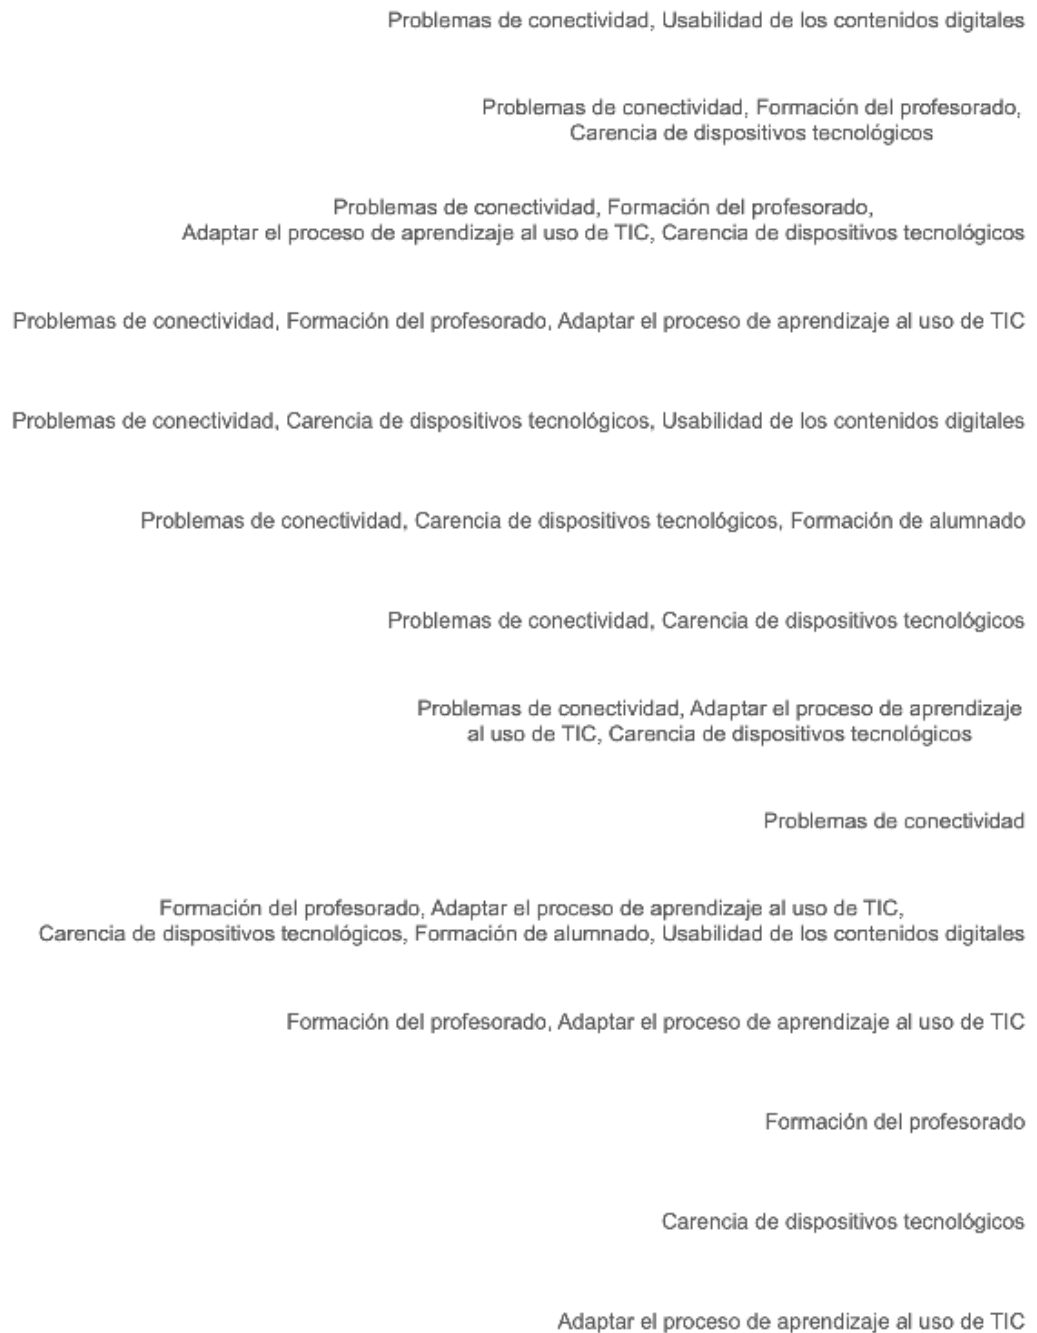 Problemas de conectividad, Usabilidad de los contenidos digitales
Problemas de conectividad, Formación del profesorado,
Carencia de dispositivos tecnológicos
Problemas de conectividad, Formación del profesorado,
Adaptar el proceso de aprendizaje al uso de TIC, Carencia de dispositivos tecnológicos
Problemas de conectividad, Formación del profesorado, Adaptar el proceso de aprendizaje al uso de TIC
Problemas de conectividad, Carencia de dispositivos tecnológicos, Usabilidad de los contenidos digitales
Problemas de conectividad, Carencia de dispositivos tecnológicos, Formación de alumnado
Problemas de conectividad, Carencia de dispositivos tecnológicos
Problemas de conectividad, Adaptar el proceso de aprendizaje
al uso de TIC, Carencia de dispositivos tecnológicos
Problemas de conectividad
Formación del profesorado, Adaptar el proceso de aprendizaje al uso de TIC,
Carencia de dispositivos tecnológicos, Formación de alumnado, Usabilidad de los contenidos digitales
Formación del profesorado, Adaptar el proceso de aprendizaje al uso de TIC
Formación del profesorado
Carencia de dispositivos tecnológicos
Adaptar el proceso de aprendizaje al uso de TIC